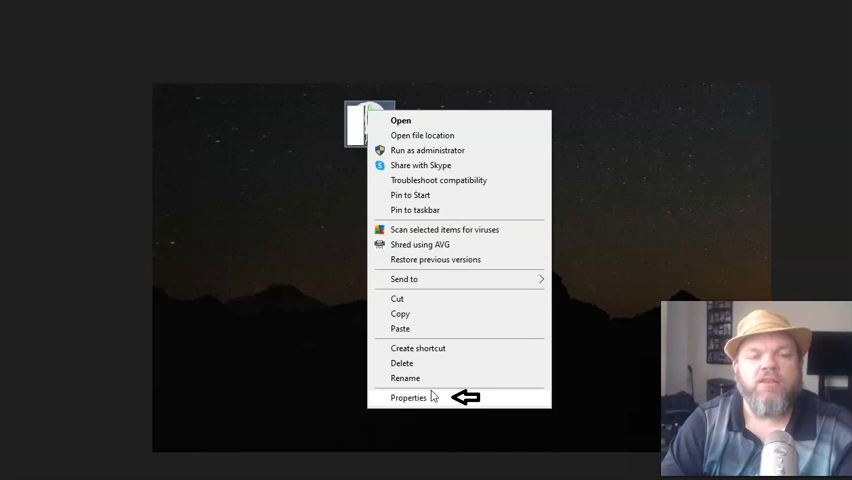 Open
Open file location
Run as administrator
Share with Skype
Troubleshoot compatibility
Pin to Start
Pin to taskbar
Scan selected items for viruses
Shred using AVG
Restore previous versions
Send to
Cut
Copy
Paste
Create shortcut
Delete
Rename
Properties